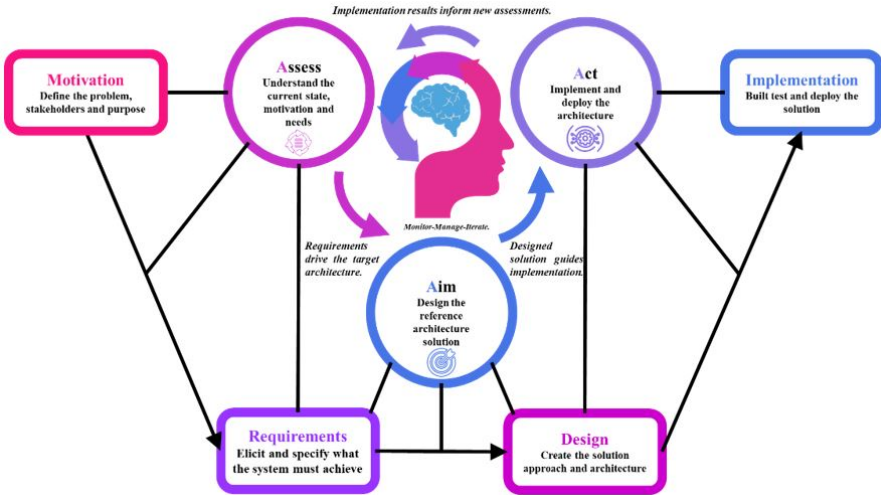 Implementation results inform new assessments.
Motivation
Define the problem,
stakeholders and purpose
Assess
Understand the
current state,
motivation and
needs
Act
Implement and
deploy the
architecture
Implementation
Built test and deploy the
solution
Monitor-Manage-Iterate.
Requirements
drive the target
architecture.
Designed
solution guides
implementation.
Aim
Design the
reference
architecture
solution
Requirements
Elicit and specify what
the system must achieve
Design
Create the solution
approach and architecture